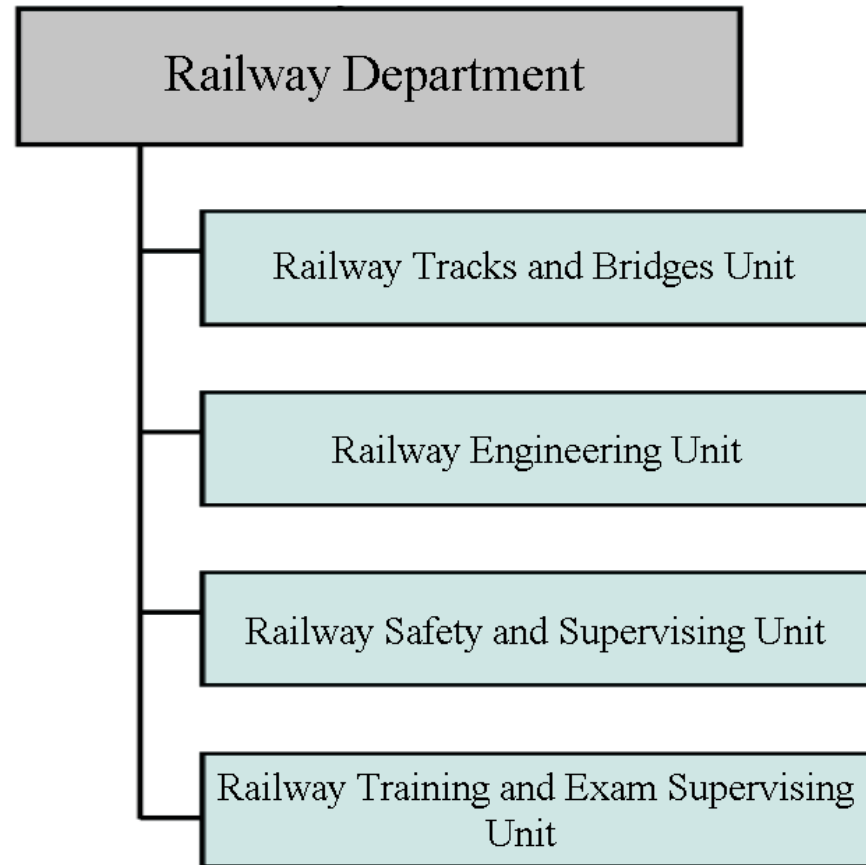 Railway Department
Railway Tracks and Bridges Unit
Railway Engineering Unit
Railway Safety and Supervising Unit
Railway Training and Exam Supervising
Unit